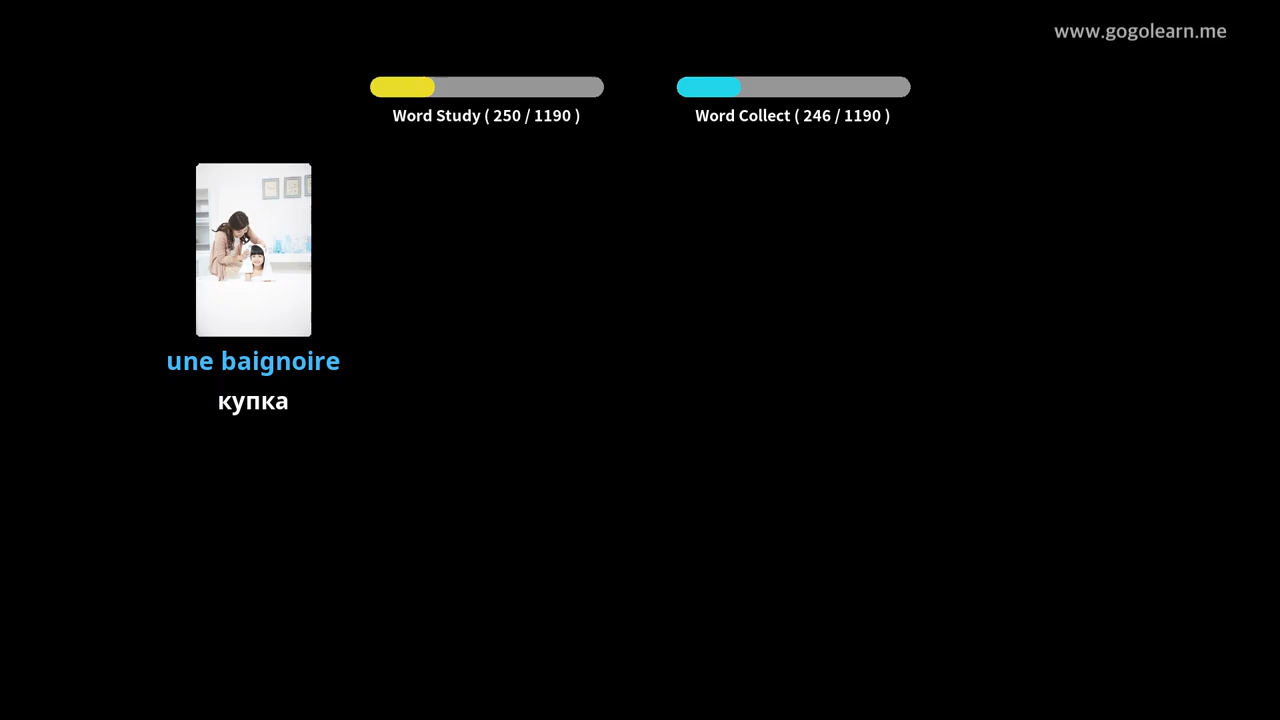 www.gogolearn.me
Word Study ( 250 / 1190 )
Word Collect ( 246 / 1190 )
une baignoire
купка